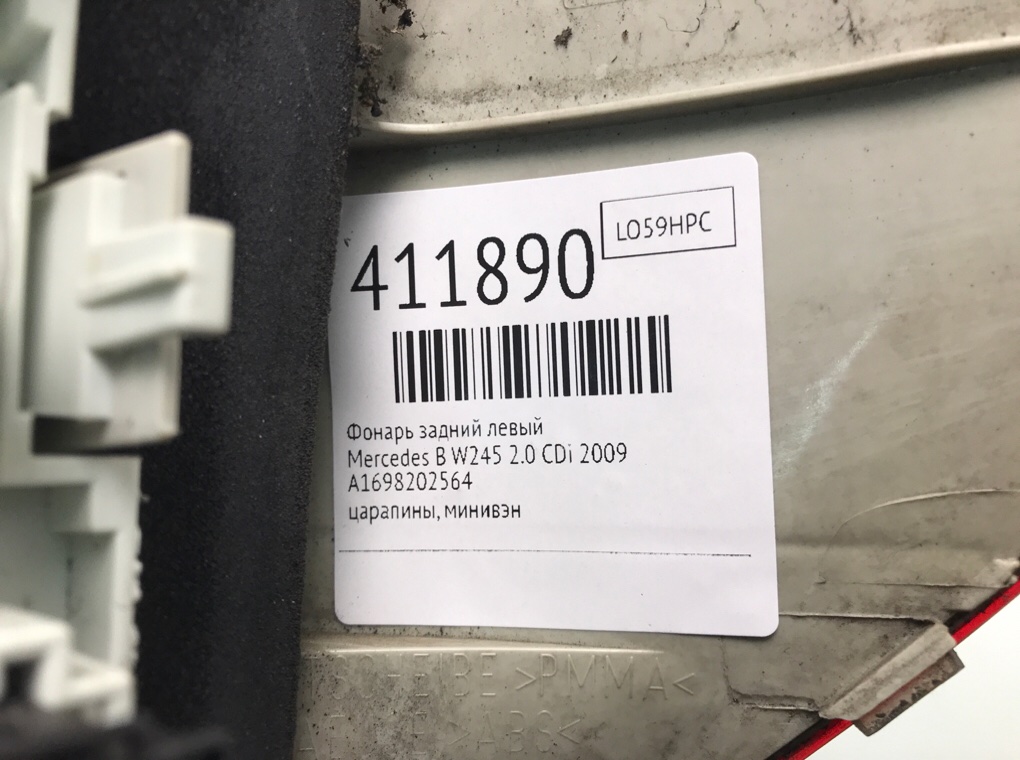 LO59HPC
411890
Фонарь задний левый
Mercedes B W245 2.0 CDi 2009
A1698202564
царапины, минивэн
>PMMA<
>ABS<